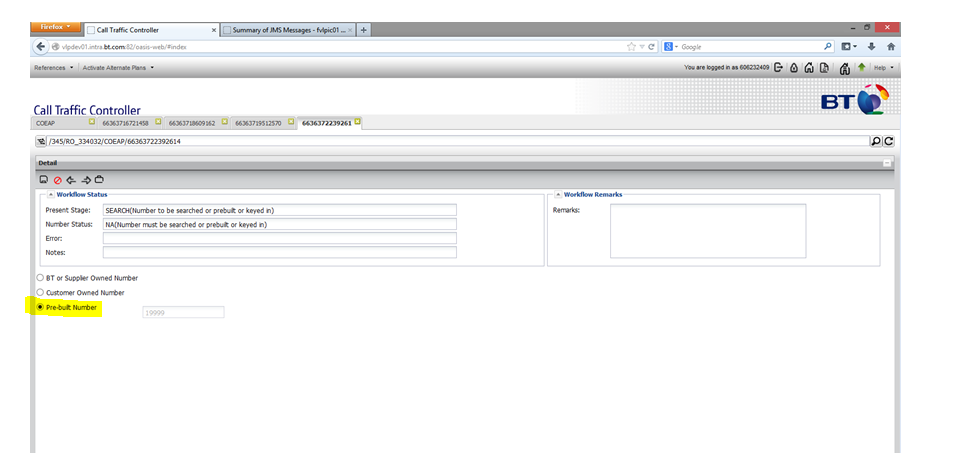 Firefox
Call Traffic Controller × Summary of JMS Messages - fvlpic01 ... × +
vlpdev01.intra.bt.com:82/oasis-web/#index Google
References Activate Alternate Plans You are logged in as 606232409 Help
Call Traffic Controller BT
COEAP 66363716721458 66363718609162 66363719512570 6636372239261
/345/RO_334032/COEAP/66363722392614
Detail
Workflow Status Workflow Remarks
Present Stage: SEARCH(Number to be searched or prebuilt or keyed in) Remarks:
Number Status: NA(Number must be searched or prebuilt or keyed in)
Error:
Notes:
BT or Supplier Owned Number
Customer Owned Number
Pre-built Number
19999